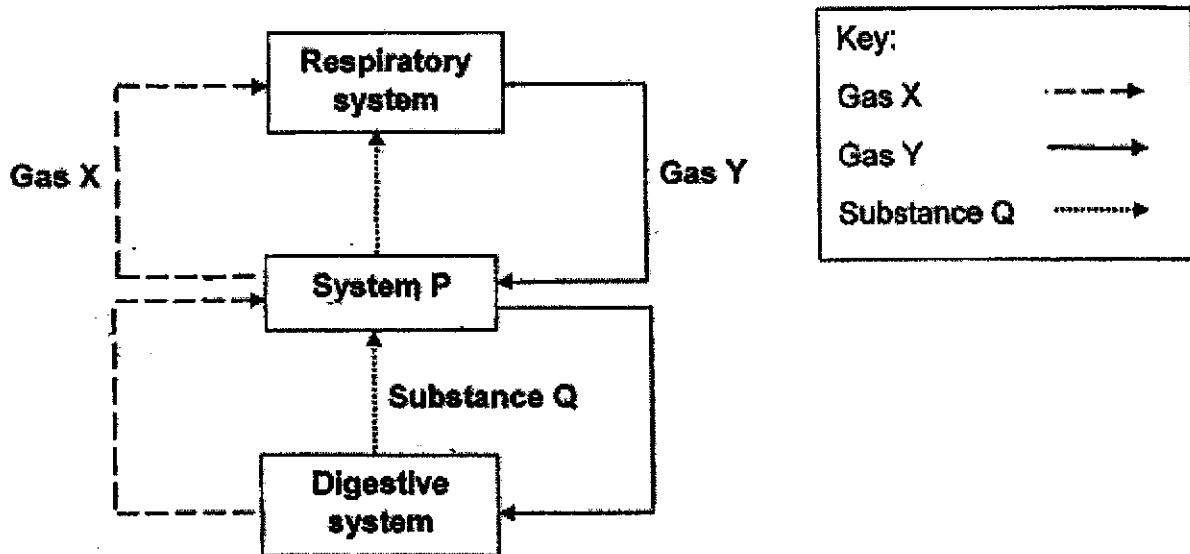 Respiratory
system
Gas X
Gas Y
System P
Substance Q
Digestive
system
Key:
Gas X
Gas Y
Substance Q